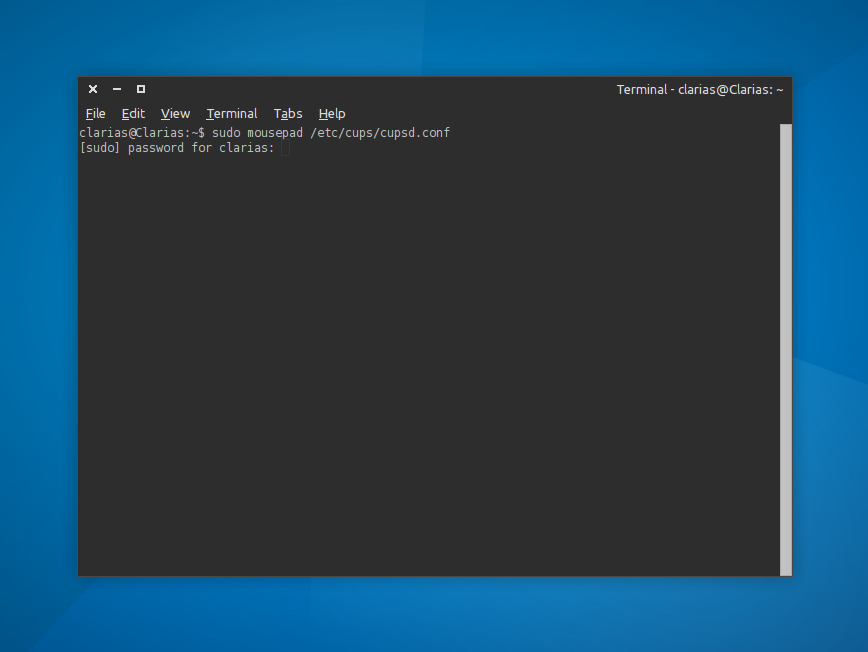 Terminal - clarias@Clarias: ~
File Edit View Terminal Tabs Help
clarias@Clarias:~$ sudo mousepad /etc/cups/cupsd.conf
[sudo] password for clarias: